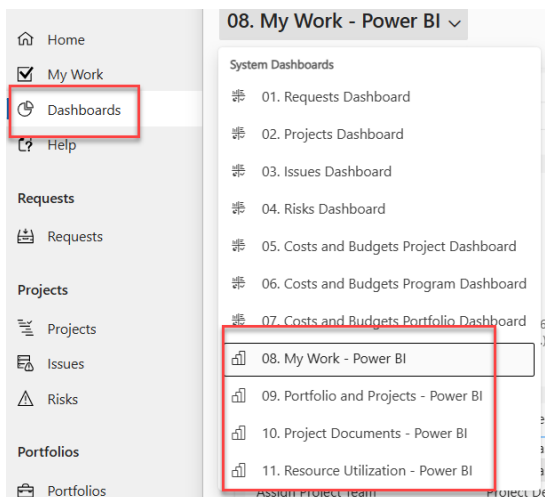 Home
My Work
Dashboards
Help
Requests
Requests
Projects
Projects
Issues
Risks
Portfolios
Portfolios
08. My Work - Power BI
System Dashboards
01. Requests Dashboard
02. Projects Dashboard
03. Issues Dashboard
04. Risks Dashboard
05. Costs and Budgets Project Dashboard
06. Costs and Budgets Program Dashboard
07. Costs and Budgets Portfolio Dashboard
08. My Work - Power BI
09. Portfolio and Projects - Power BI
10. Project Documents - Power BI
11. Resource Utilization - Power BI
Assign Project Team